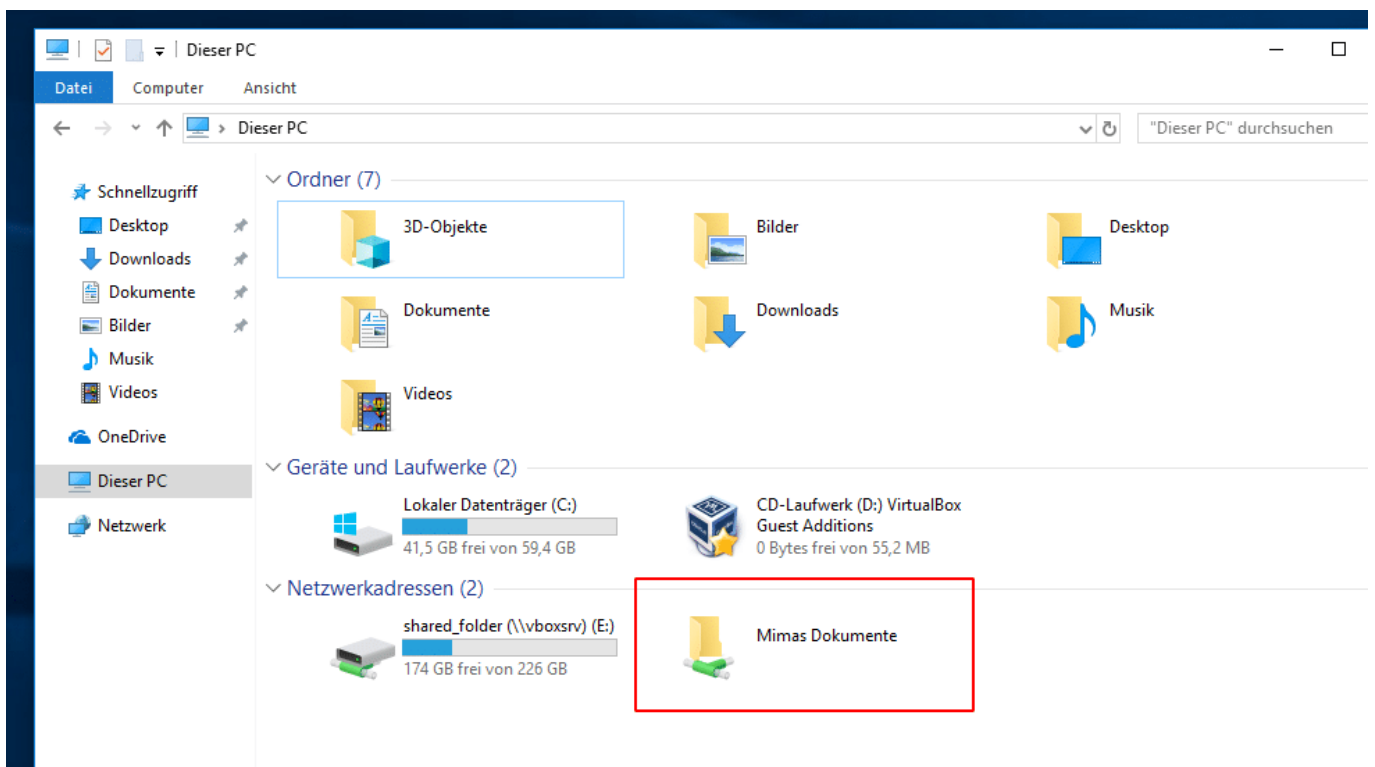 Dieser PC
Datei Computer Ansicht
Dieser PC
"Dieser PC" durchsuchen
Schnellzugriff
Desktop
Downloads
Dokumente
Bilder
Musik
Videos
OneDrive
Dieser PC
Netzwerk
Ordner (7)
3D-Objekte
Bilder
Desktop
Dokumente
Downloads
Musik
Videos
Geräte und Laufwerke (2)
Lokaler Datenträger (C:)
41,5 GB frei von 59,4 GB
CD-Laufwerk (D:) VirtualBox
Guest Additions
0 Bytes frei von 55,2 MB
Netzwerkadressen (2)
shared_folder (\\vboxsrv) (E:)
174 GB frei von 226 GB
Mimas Dokumente